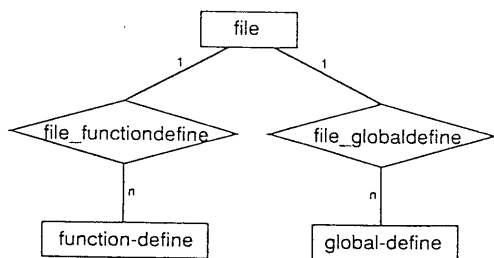 file
1
1
file_functiondefine
file_globaldefine
n
n
function-define
global-define